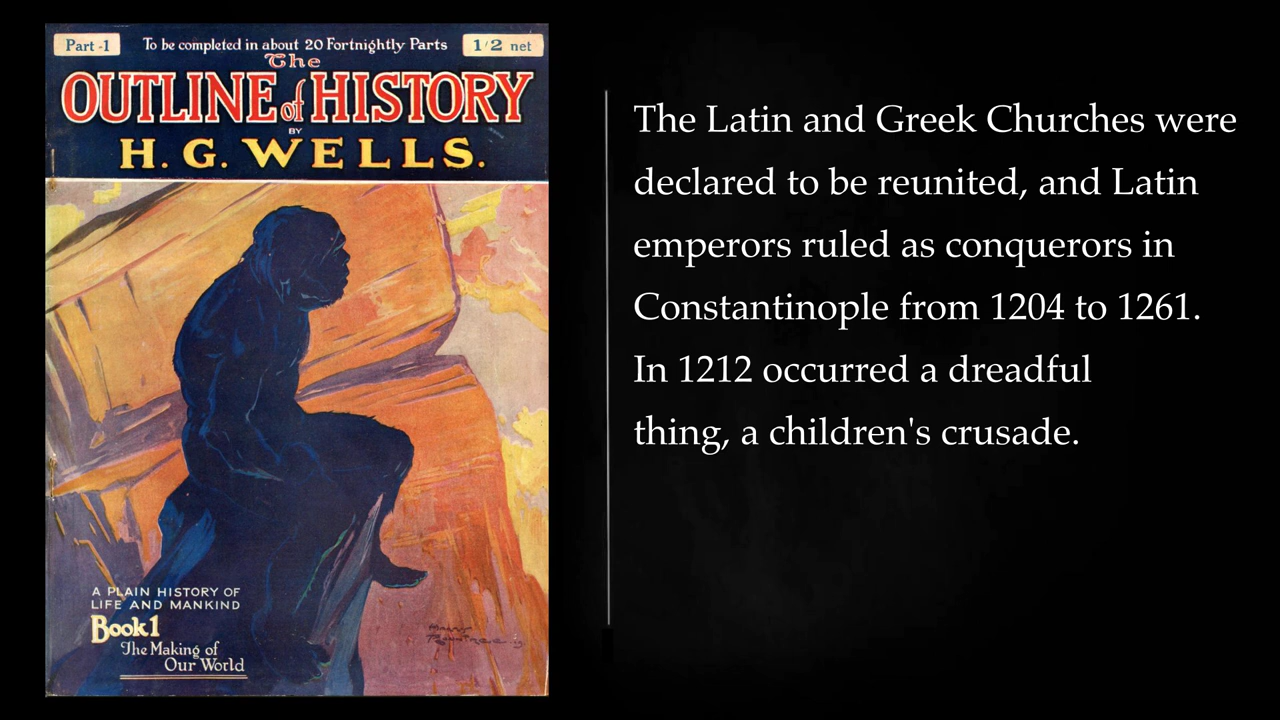 Part -1
To be completed in about 20 Fortnightly Parts
1/2 net
The
OUTLINE of HISTORY
BY
H. G. WELLS.
A PLAIN HISTORY OF
LIFE AND MANKIND
Book 1
The Making of
Our World
The Latin and Greek Churches were
declared to be reunited, and Latin
emperors ruled as conquerors in
Constantinople from 1204 to 1261.
In 1212 occurred a dreadful
thing, a children's crusade.